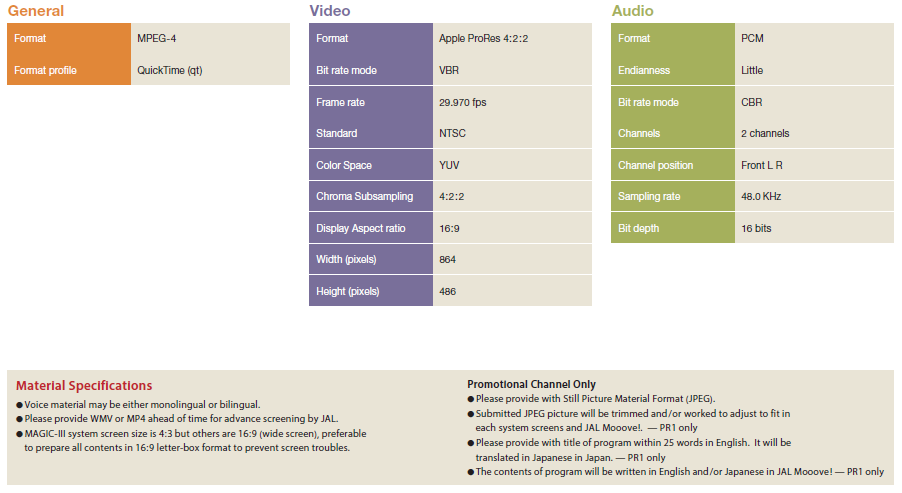 General
Format MPEG-4
Format profile QuickTime (qt)
Video
Format Apple ProRes 4:2:2
Bit rate mode VBR
Frame rate 29.970 fps
Standard NTSC
Color Space YUV
Chroma Subsampling 4:2:2
Display Aspect ratio 16:9
Width (pixels) 864
Height (pixels) 486
Audio
Format PCM
Endianness Little
Bit rate mode CBR
Channels 2 channels
Channel position Front L R
Sampling rate 48.0 KHz
Bit depth 16 bits
Material Specifications
● Voice material may be either monolingual or bilingual.
● Please provide WMV or MP4 ahead of time for advance screening by JAL.
● MAGIC-III system screen size is 4:3 but others are 16:9 (wide screen), preferable
to prepare all contents in 16:9 letter-box format to prevent screen troubles.
Promotional Channel Only
● Please provide with Still Picture Material Format (JPEG).
● Submitted JPEG picture will be trimmed and/or worked to adjust to fit in
each system screens and JAL Mooove!. — PR1 only
● Please provide with title of program within 25 words in English. It will be
translated in Japanese in Japan. — PR1 only
● The contents of program will be written in English and/or Japanese in JAL Mooove! — PR1 only